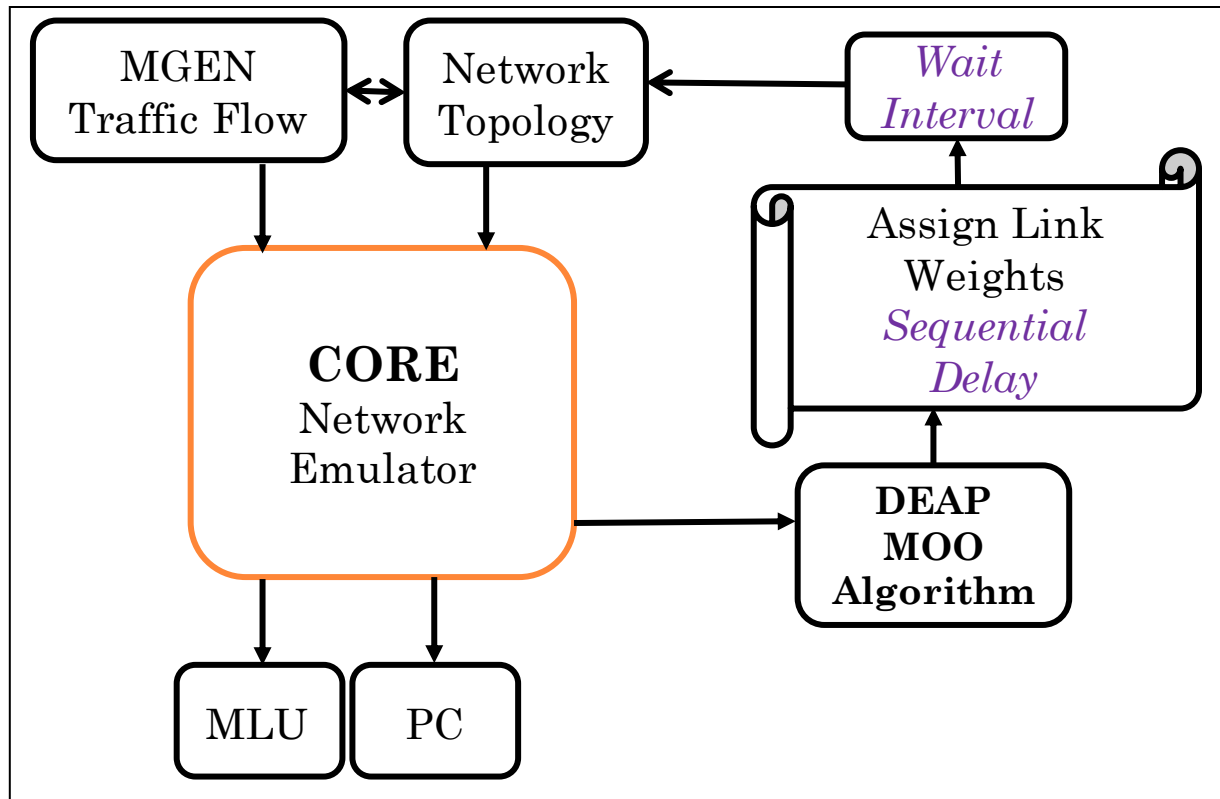 MGEN
Traffic Flow
Network
Topology
Wait
Interval
Assign Link
Weights
Sequential
Delay
CORE
Network
Emulator
DEAP
MOO
Algorithm
MLU
PC